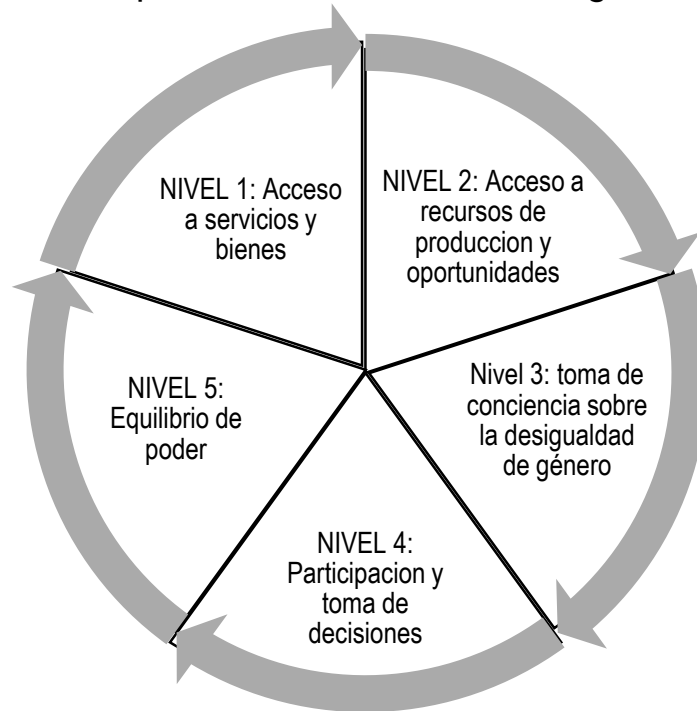 NIVEL 1: Acceso
a servicios y
bienes
NIVEL 2: Acceso a
recursos de
produccion y
oportunidades
Nivel 3: toma de
conciencia sobre
la desigualdad
de género
NIVEL 4:
Participacion y
toma de
decisiones
NIVEL 5:
Equilibrio de
poder